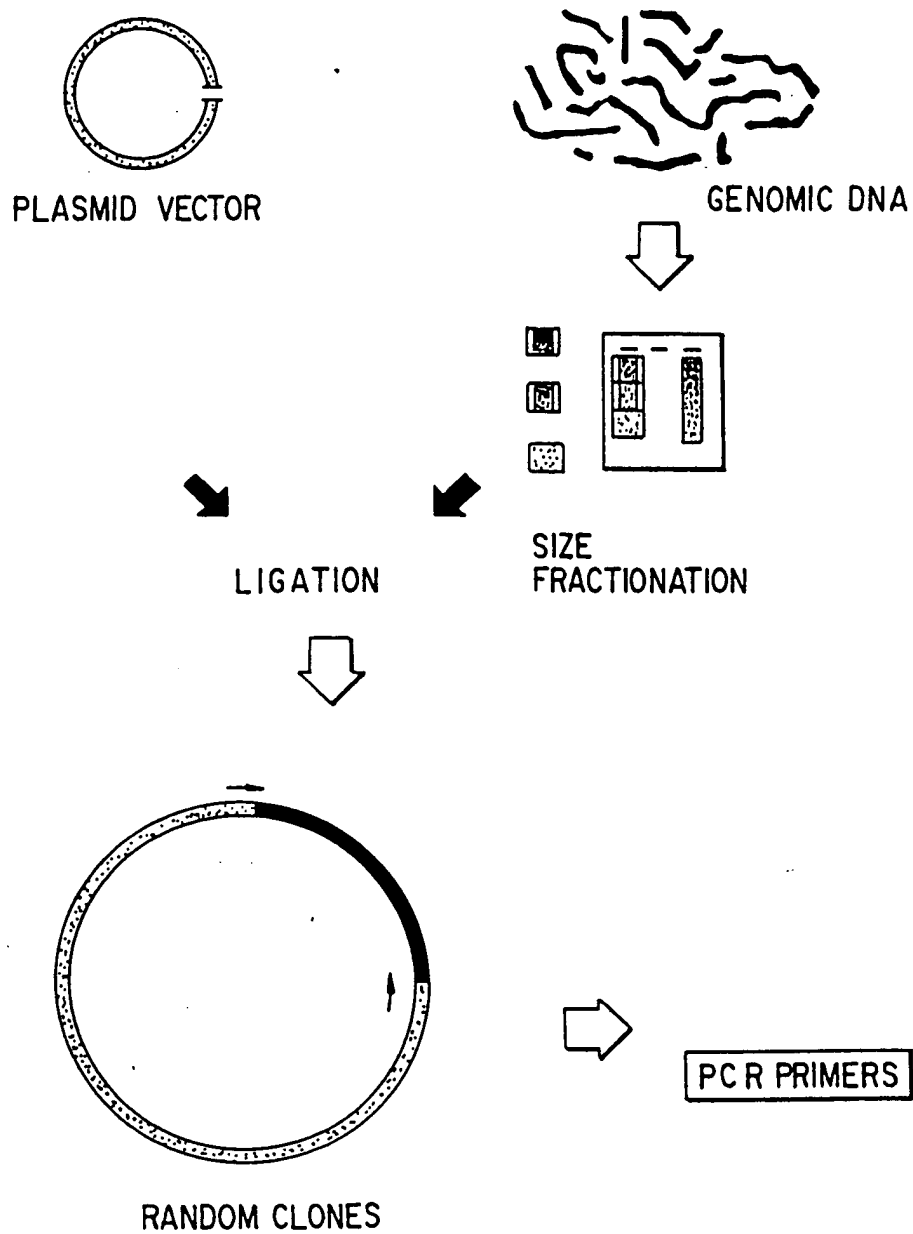 PLASMID VECTOR
GENOMIC DNA
SIZE
FRACTIONATION
LIGATION
PCR PRIMERS
RANDOM CLONES